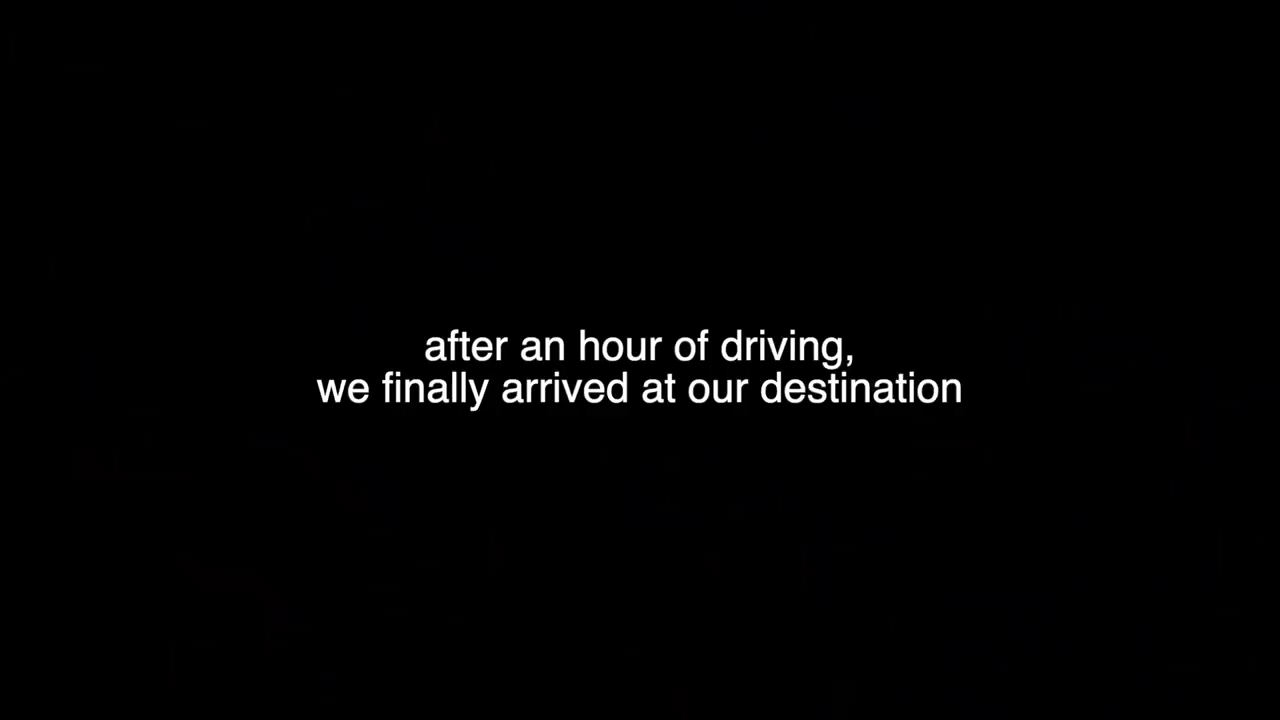 after an hour of driving,
we finally arrived at our destination